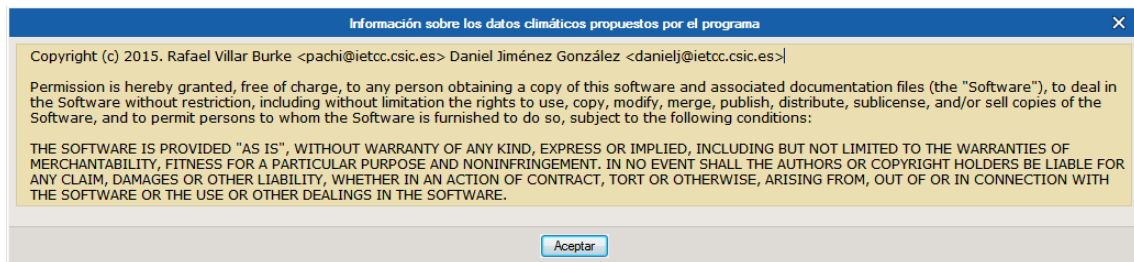 Información sobre los datos climáticos propuestos por el programa
Copyright (c) 2015. Rafael Villar Burke <pachi@ietcc.csic.es> Daniel Jiménez González <danielj@ietcc.csic.es>
Permission is hereby granted, free of charge, to any person obtaining a copy of this software and associated documentation files (the "Software"), to deal in
the Software without restriction, including without limitation the rights to use, copy, modify, merge, publish, distribute, sublicense, and/or sell copies of the
Software, and to permit persons to whom the Software is furnished to do so, subject to the following conditions:
THE SOFTWARE IS PROVIDED "AS IS", WITHOUT WARRANTY OF ANY KIND, EXPRESS OR IMPLIED, INCLUDING BUT NOT LIMITED TO THE WARRANTIES OF
MERCHANTABILITY, FITNESS FOR A PARTICULAR PURPOSE AND NONINFRINGEMENT. IN NO EVENT SHALL THE AUTHORS OR COPYRIGHT HOLDERS BE LIABLE FOR
ANY CLAIM, DAMAGES OR OTHER LIABILITY, WHETHER IN AN ACTION OF CONTRACT, TORT OR OTHERWISE, ARISING FROM, OUT OF OR IN CONNECTION WITH
THE SOFTWARE OR THE USE OR OTHER DEALINGS IN THE SOFTWARE.
Aceptar